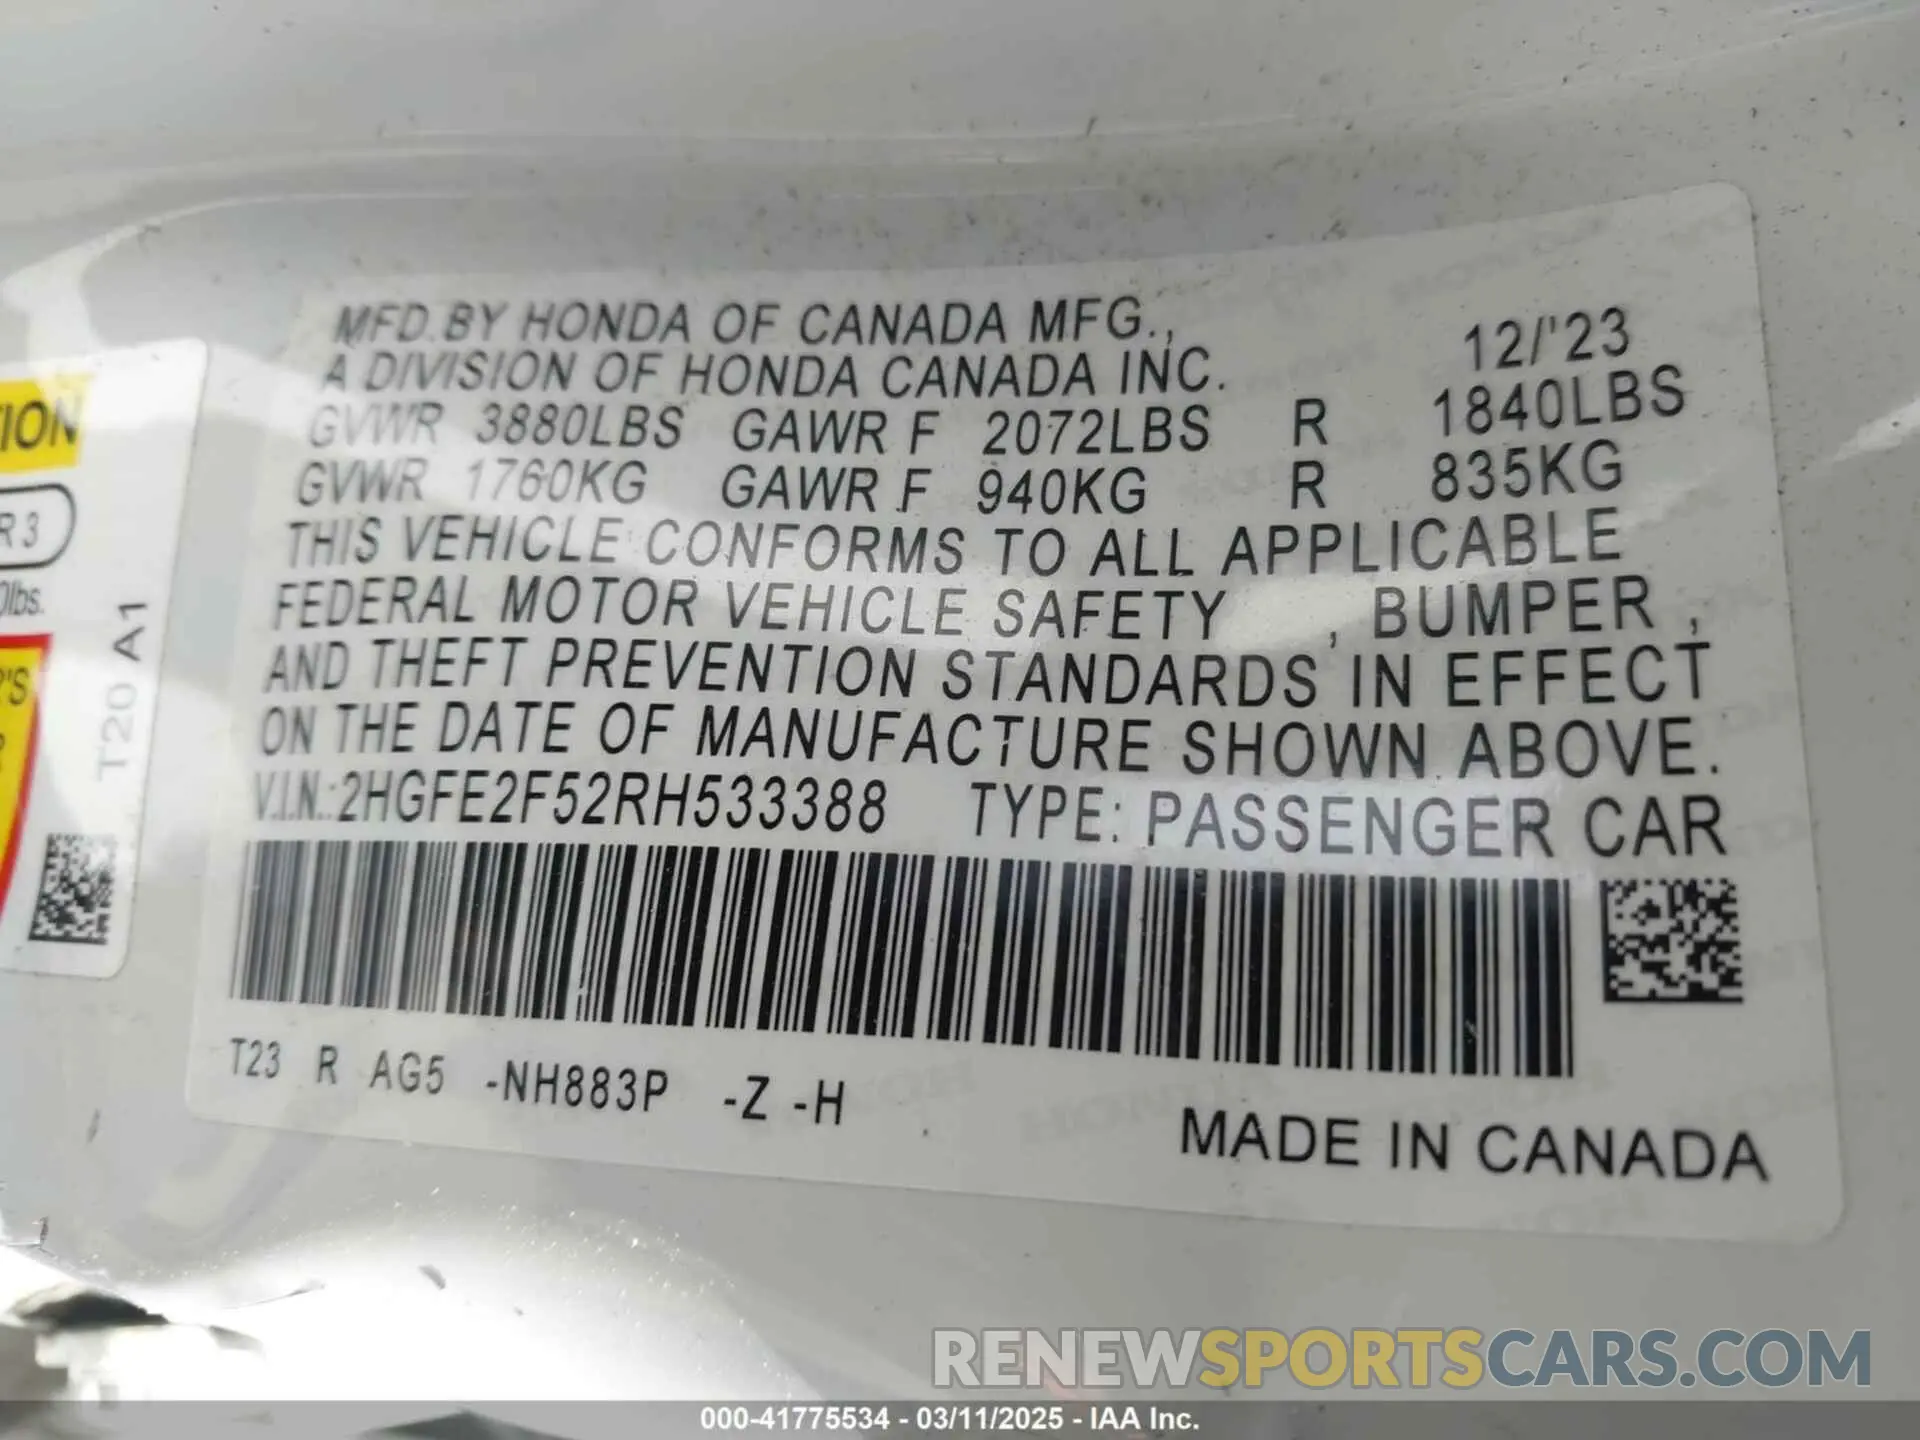 MFD. BY HONDA OF CANADA MFG.,
A DIVISION OF HONDA CANADA INC. 12/'23
GVWR 3880LBS GAWR F 2072LBS R 1840LBS
GVWR 1760KG GAWR F 940KG R 835KG
THIS VEHICLE CONFORMS TO ALL APPLICABLE
FEDERAL MOTOR VEHICLE SAFETY , BUMPER ,
AND THEFT PREVENTION STANDARDS IN EFFECT
ON THE DATE OF MANUFACTURE SHOWN ABOVE.
V.I.N.: 2HGFE2F52RH533388 TYPE: PASSENGER CAR
T23 R AG5 -NH883P -Z -H
MADE IN CANADA
R3
lbs.
T20 A1
RENEWSPORTSCARS.COM
000-41775534 - 03/11/2025 - IAA Inc.